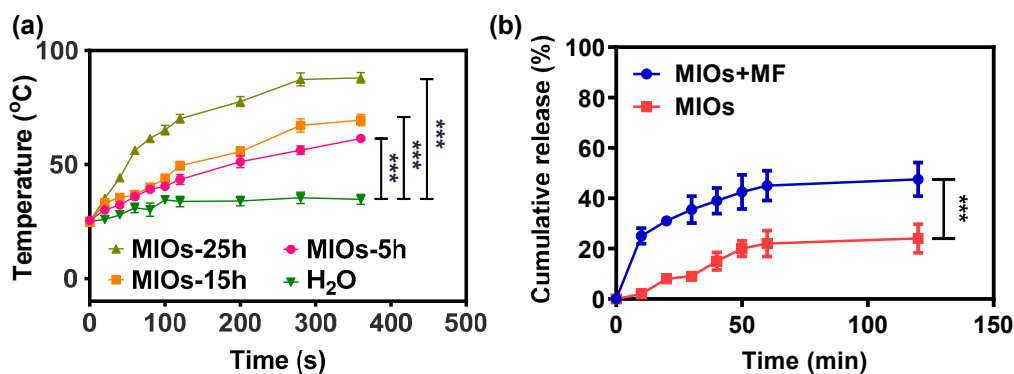 (a)
Temperature (°C)
100
50
0
0 100 200 300 400 500
Time (s)
MIOs-25h
MIOs-15h
MIOs-5h
H₂O
***
***
***
(b)
Cumulative release (%)
100
80
60
40
20
0
0 50 100 150
Time (min)
MIOs+MF
MIOs
***